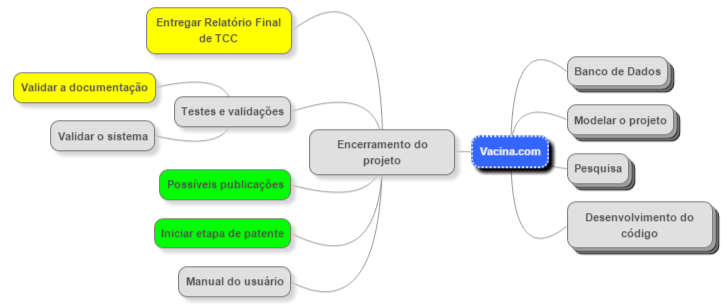 Entregar Relatório Final
de TCC
Validar a documentação
Testes e validações
Validar o sistema
Possíveis publicações
Iniciar etapa de patente
Manual do usuário
Encerramento do
projeto
Vacina.com
Banco de Dados
Modelar o projeto
Pesquisa
Desenvolvimento do
código